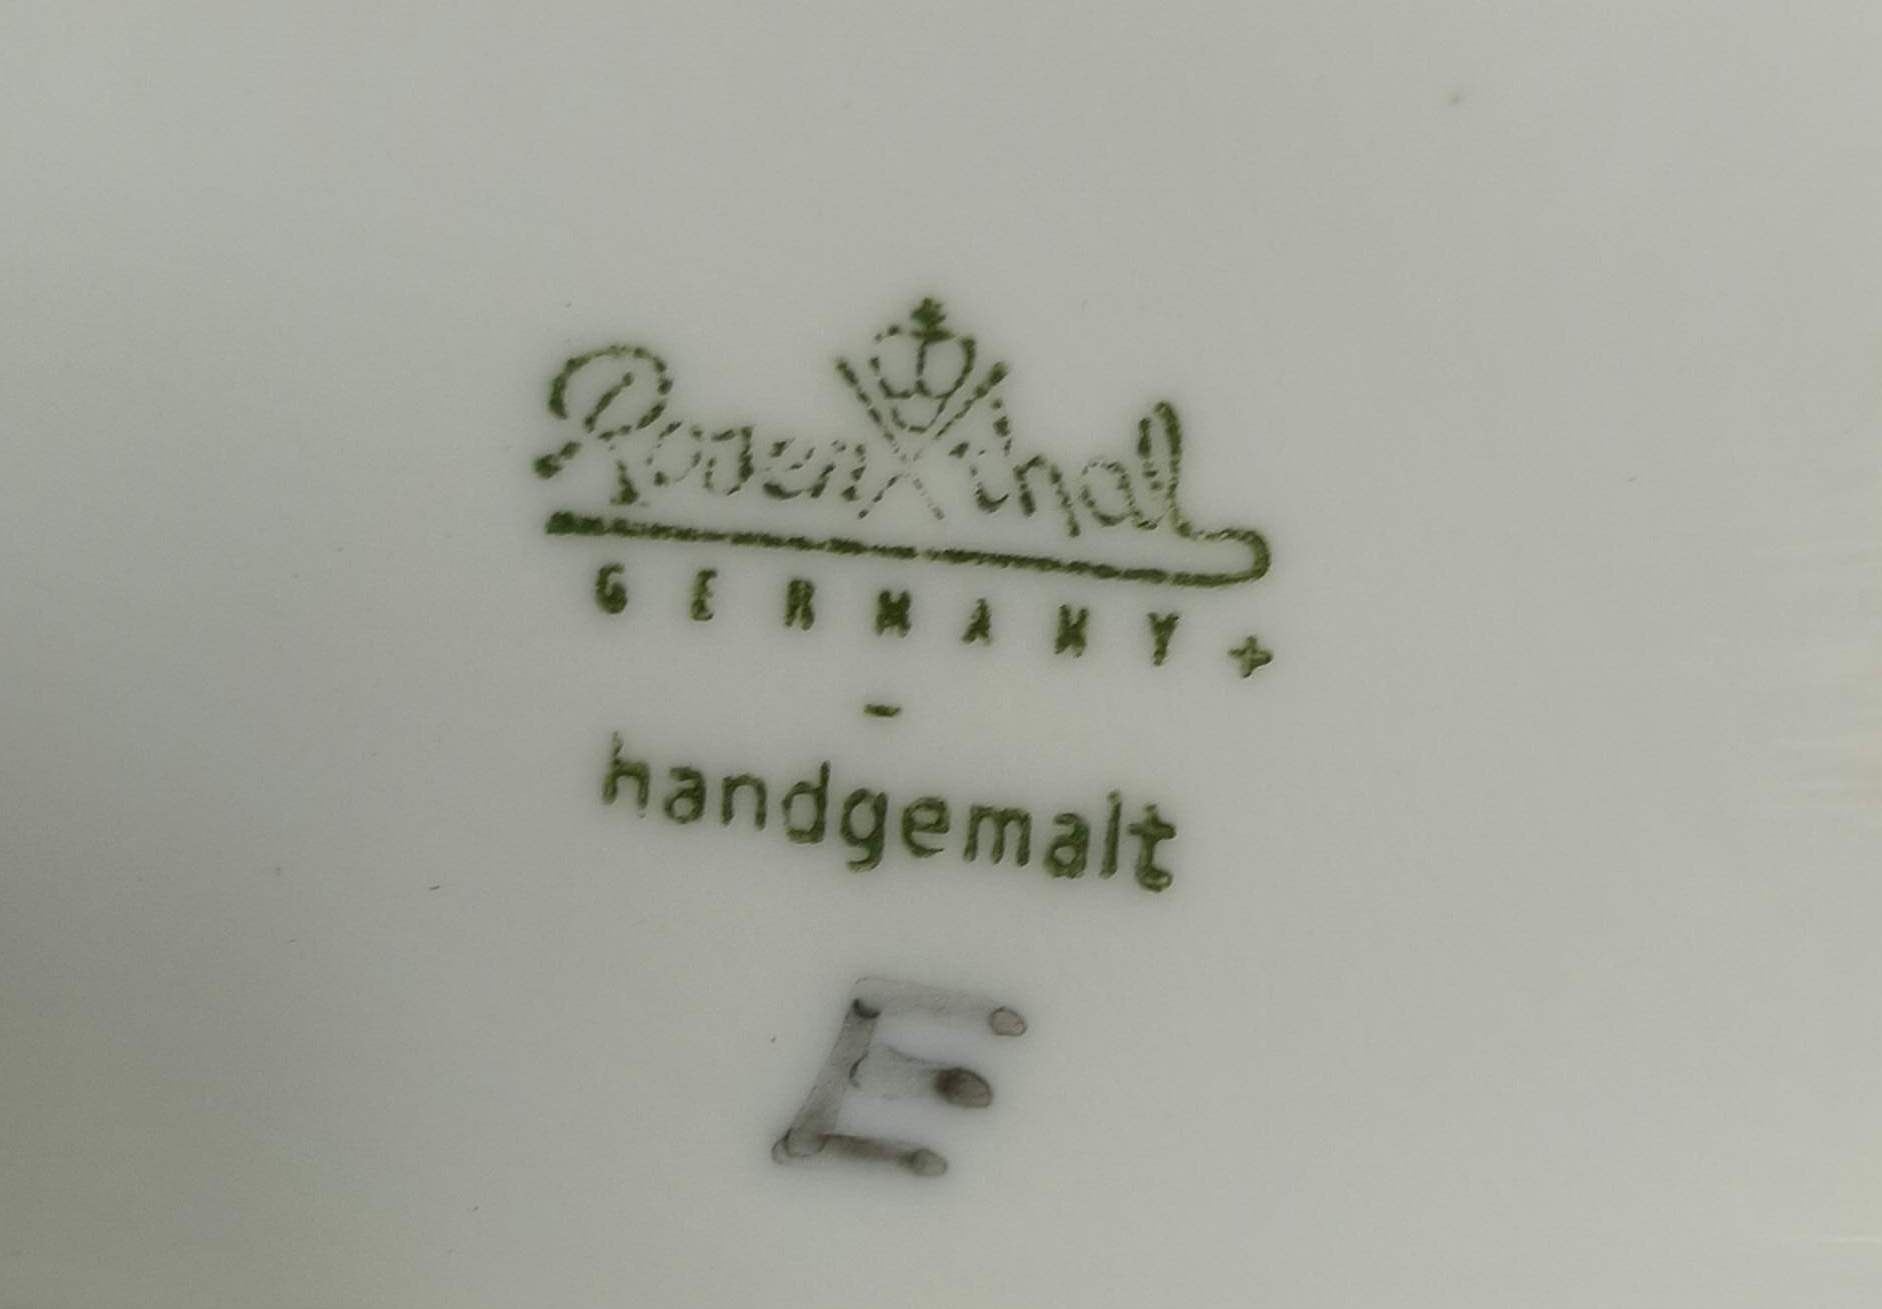 Rosenthal
GERMANY +
-
handgemalt
E